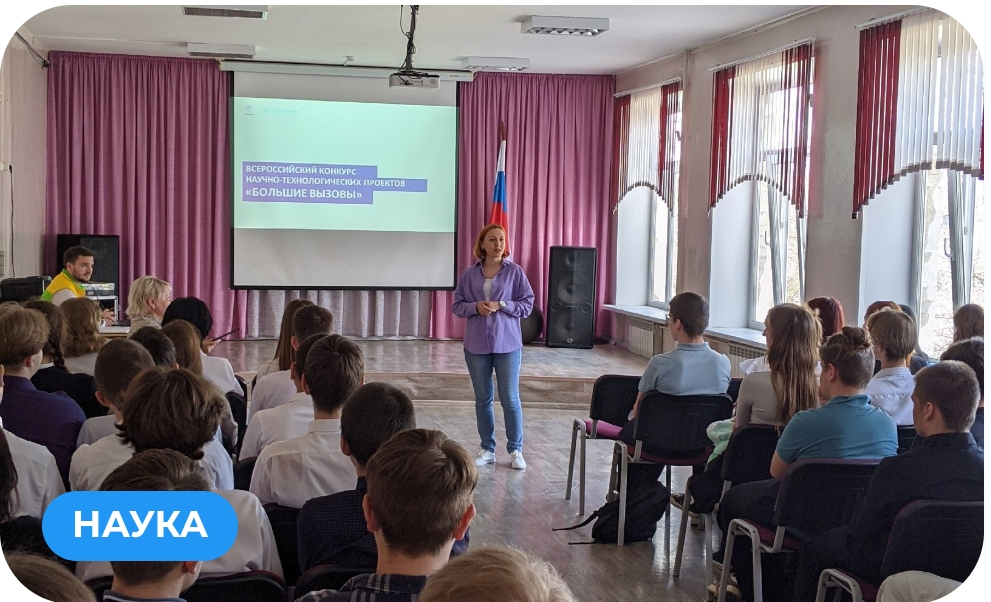 ВСЕРОССИЙСКИЙ КОНКУРС
НАУЧНО-ТЕХНОЛОГИЧЕСКИХ ПРОЕКТОВ
«БОЛЬШИЕ ВЫЗОВЫ»
НАУКА